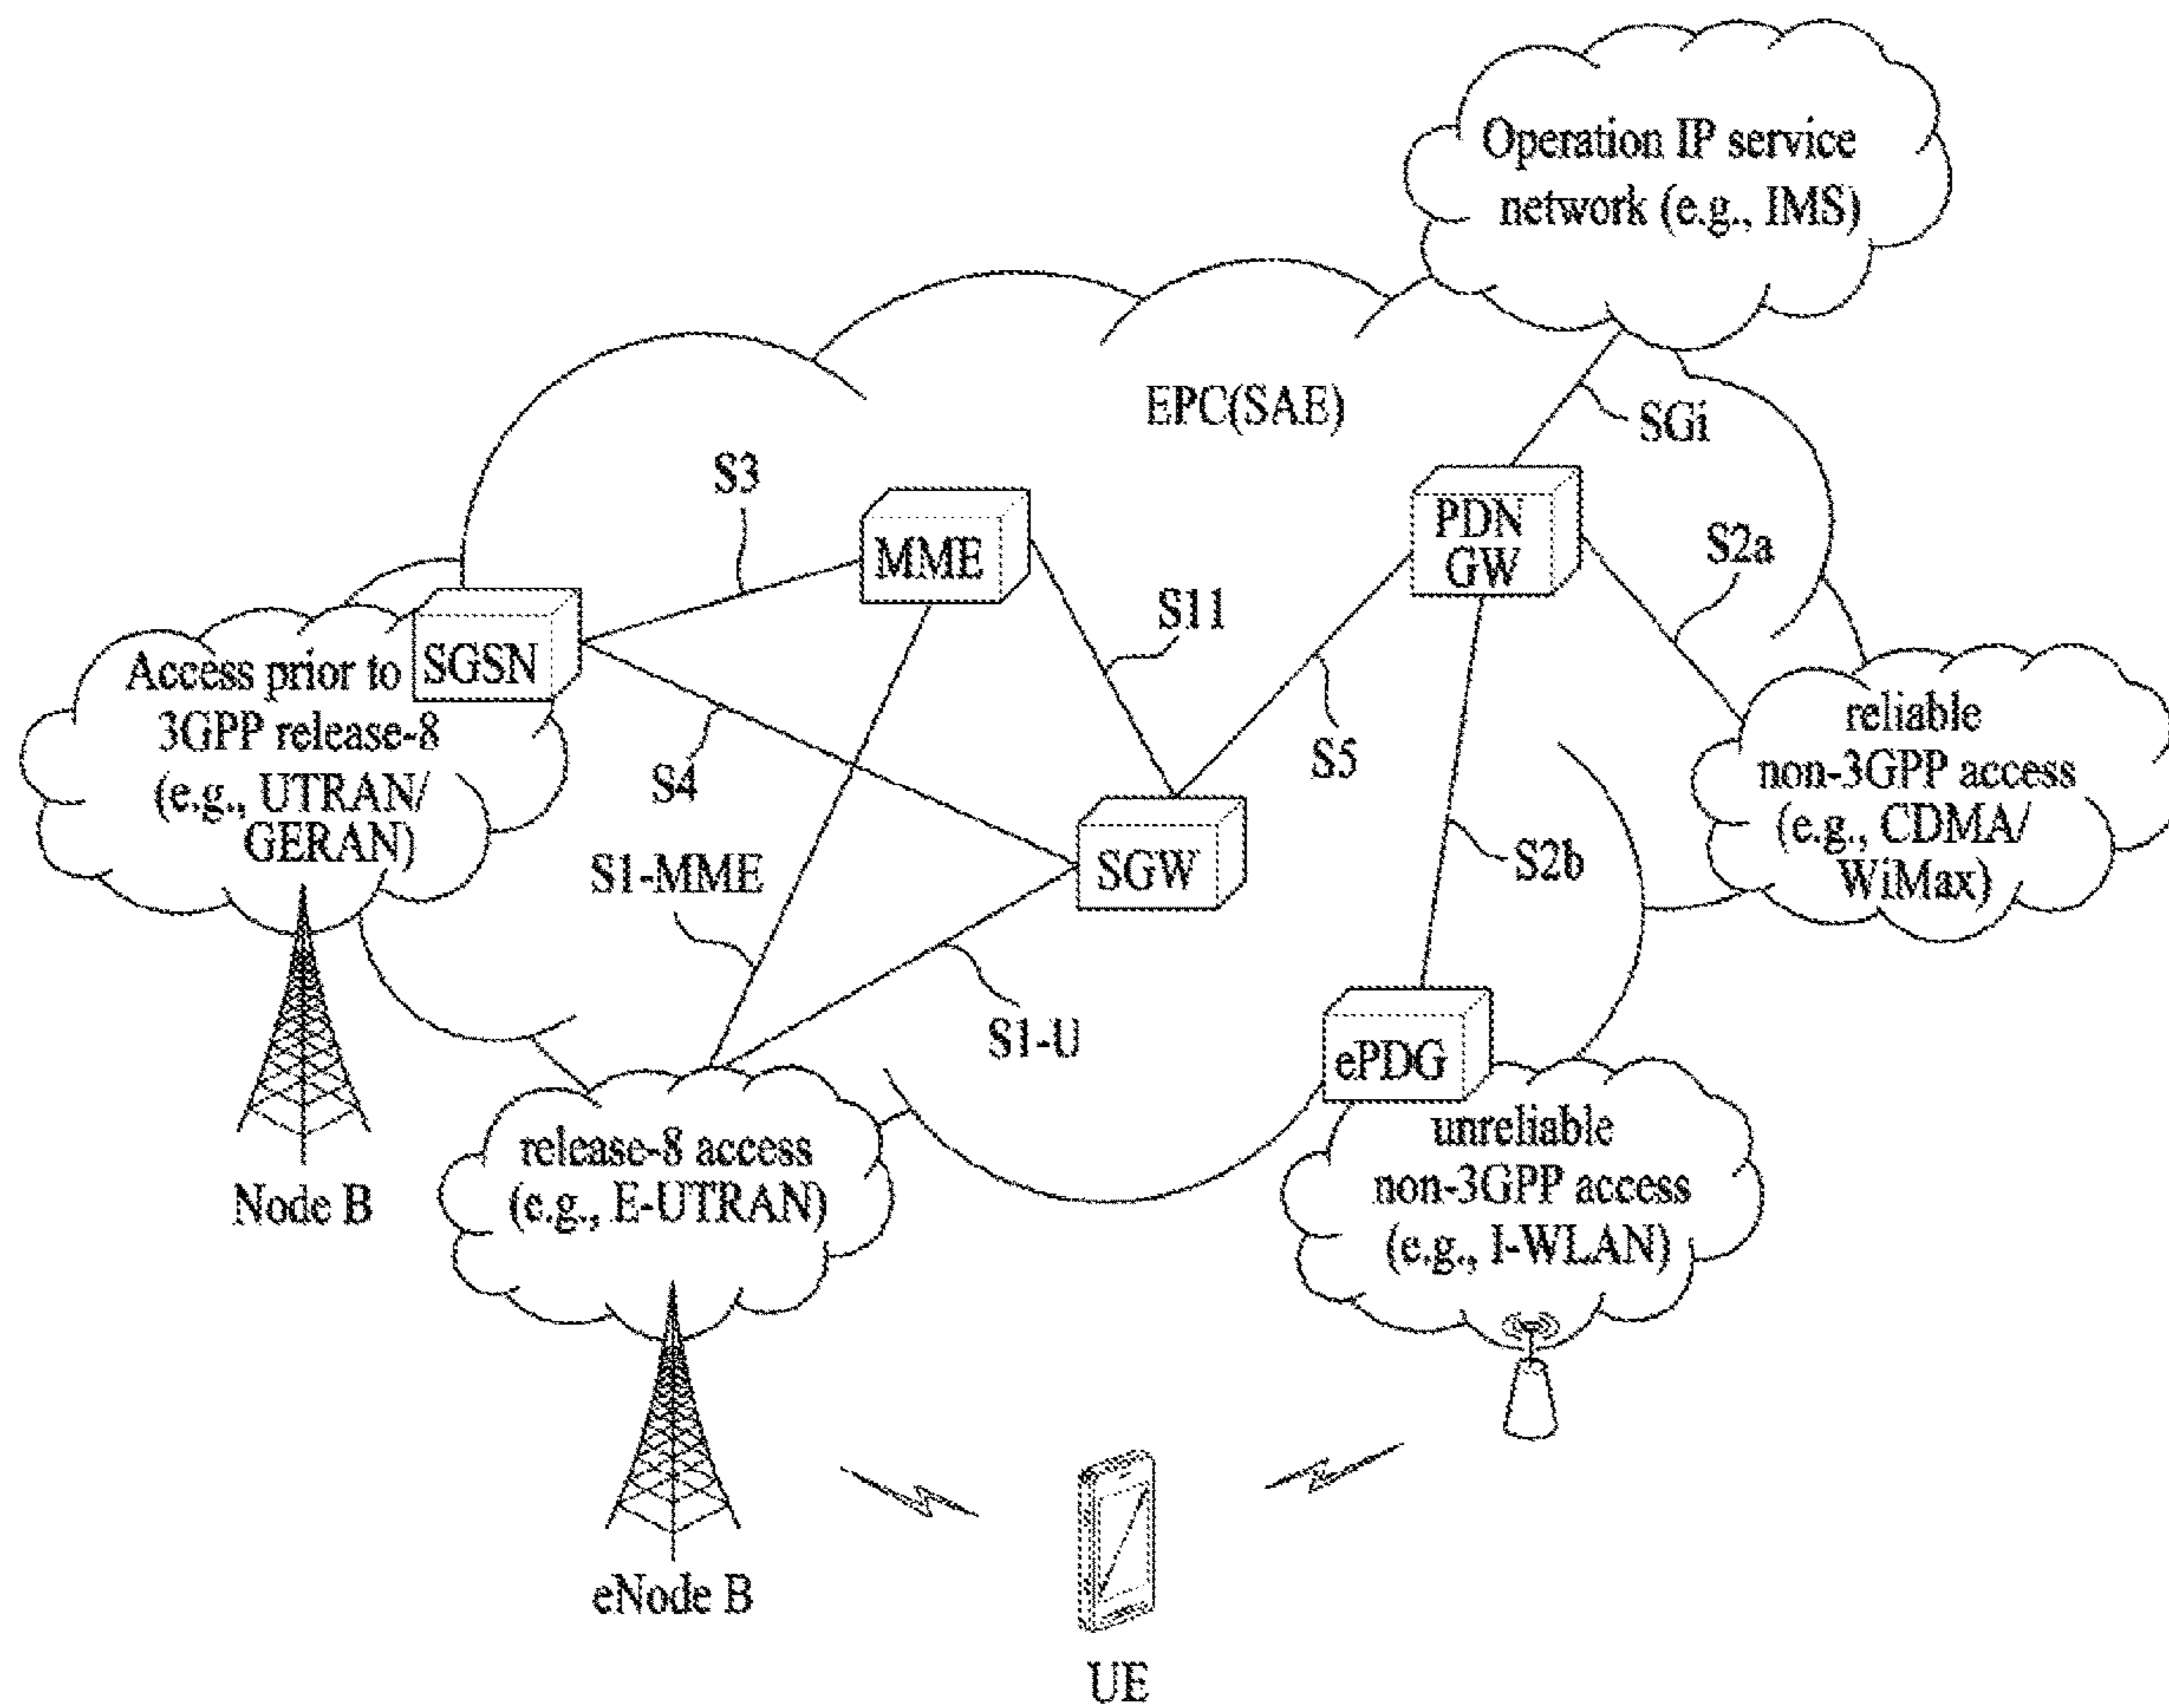 Operation IP service
network (e.g., IMS)
EPC(SAE)
SGi
S3
MME
PDN
GW
S2a
S11
SGSN
Access prior to
3GPP release-8
(e.g., UTRAN/
GERAN)
S4
S5
reliable
non-3GPP access
(e.g., CDMA/
WiMax)
S1-MME
SGW
S2b
S1-U
ePDG
unreliable
non-3GPP access
(e.g., I-WLAN)
release-8 access
(e.g., E-UTRAN)
Node B
eNode B
UE